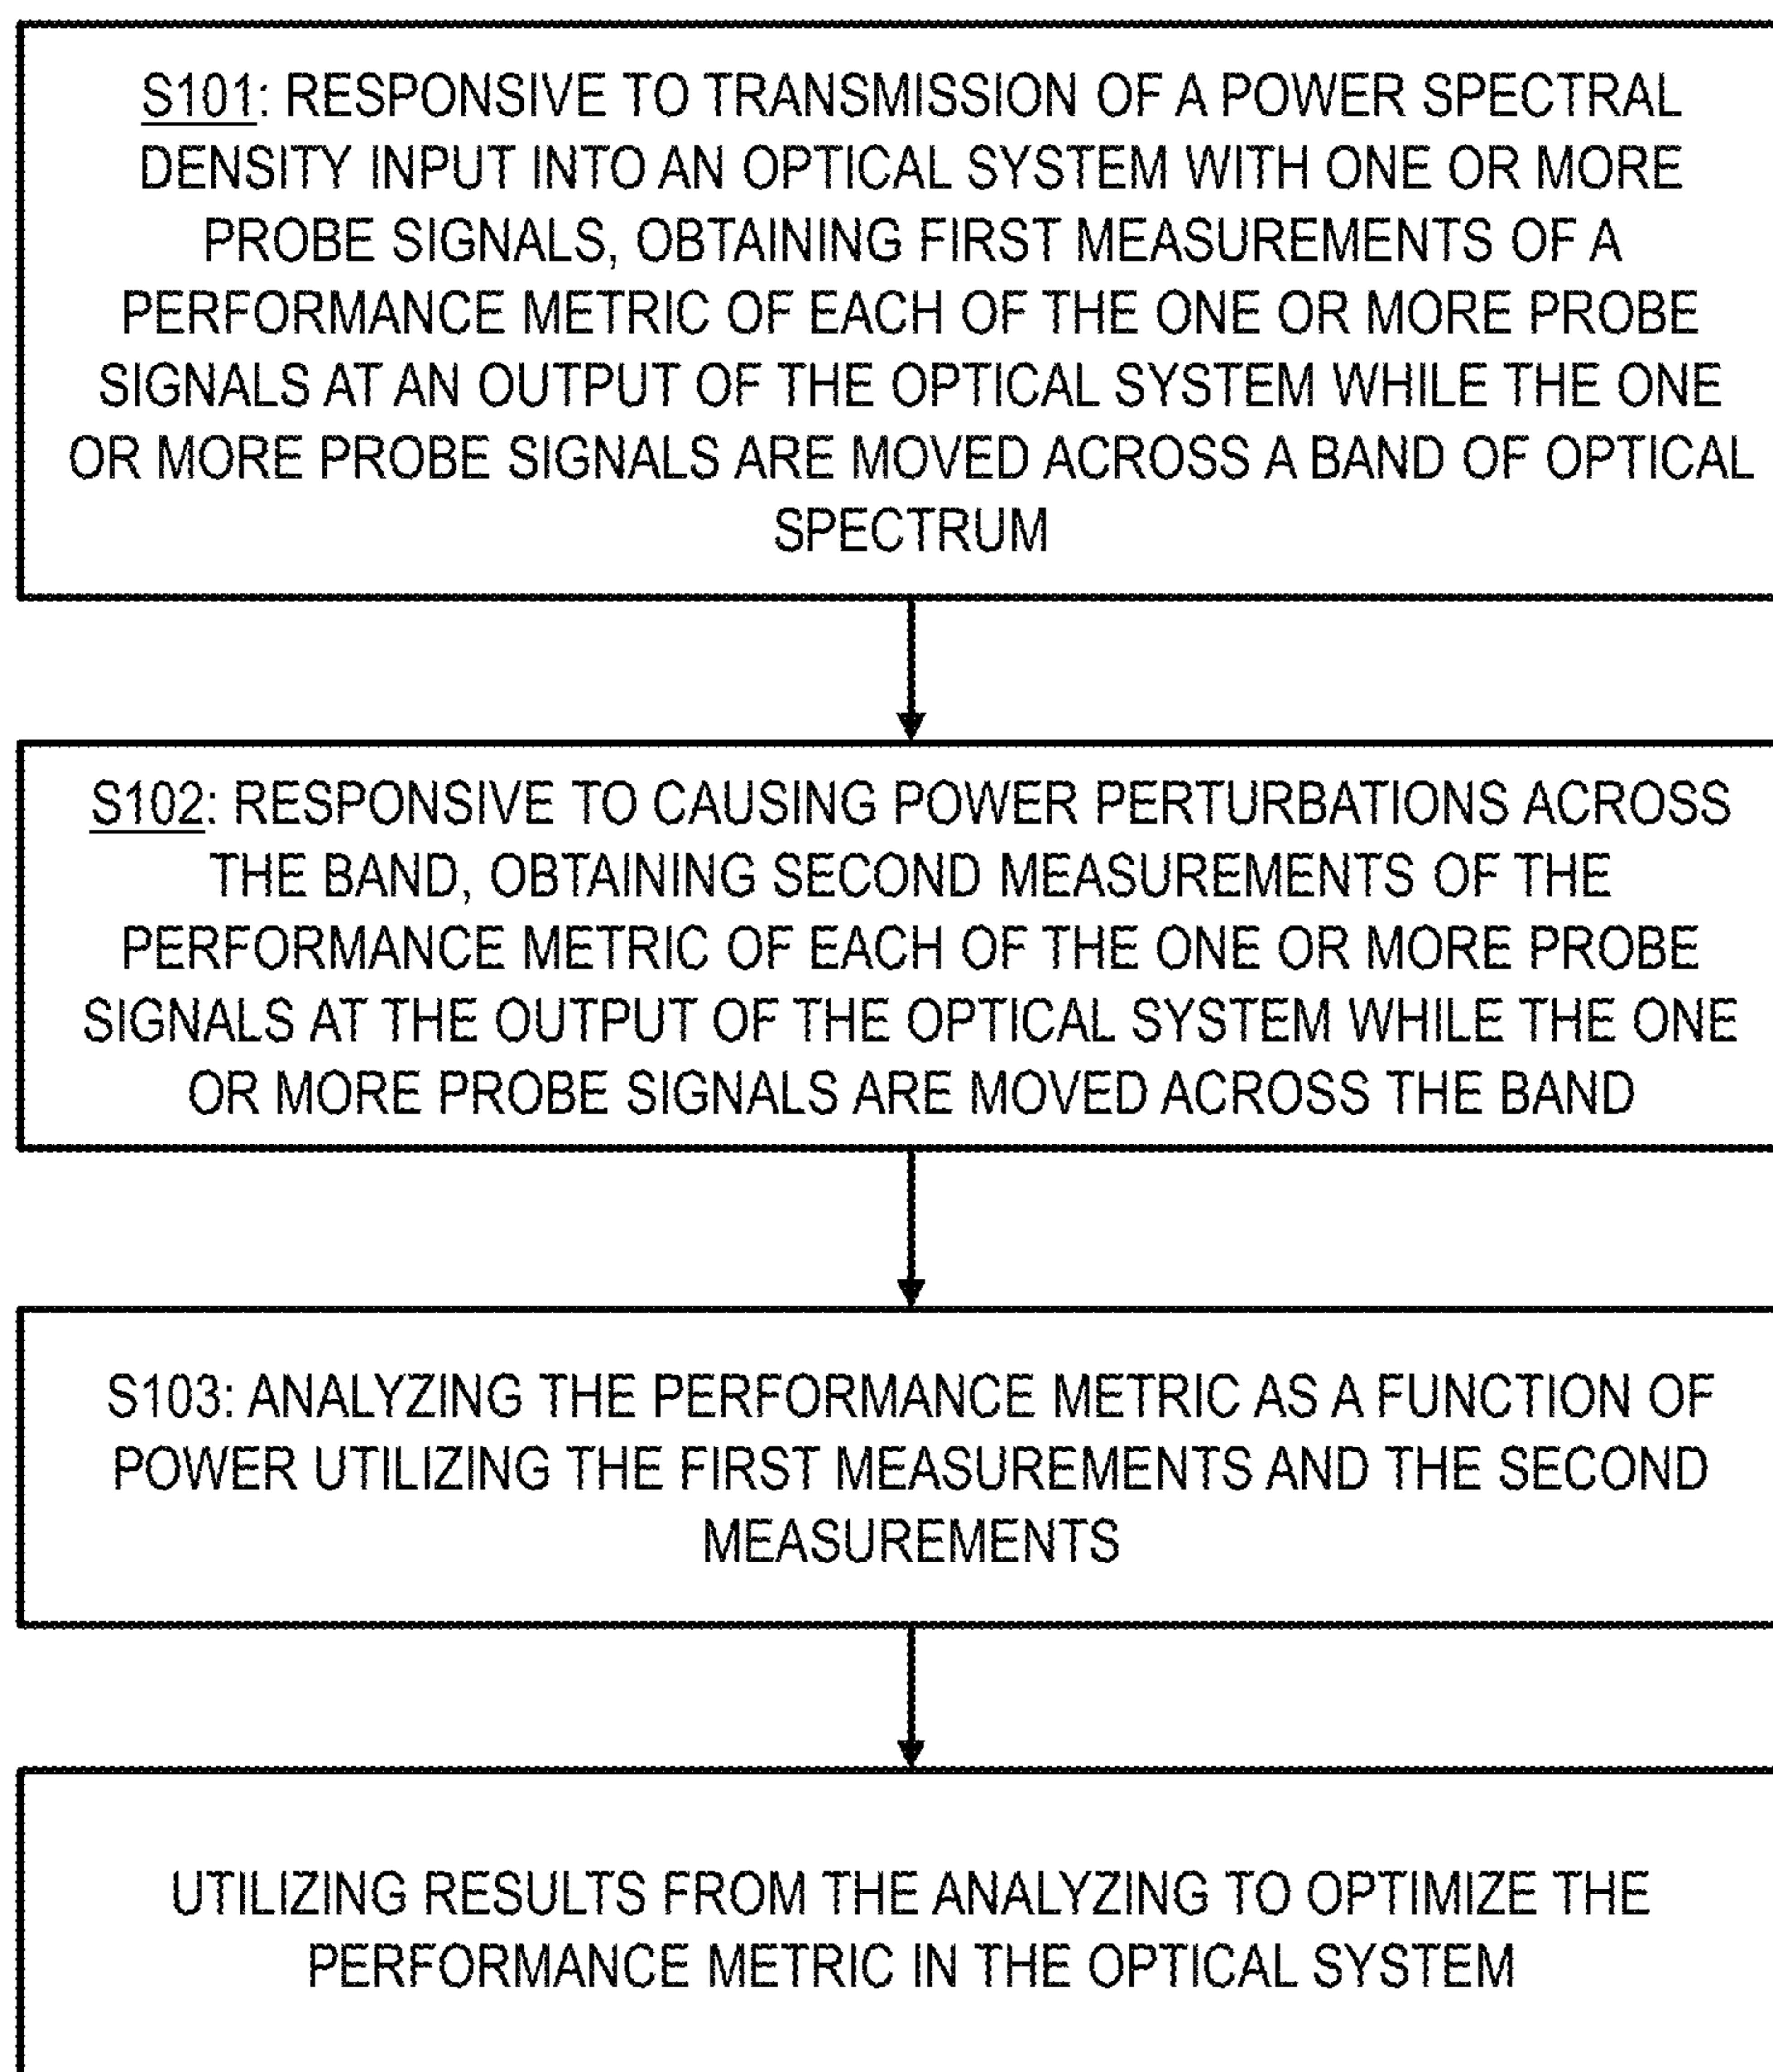 S101: RESPONSIVE TO TRANSMISSION OF A POWER SPECTRAL
DENSITY INPUT INTO AN OPTICAL SYSTEM WITH ONE OR MORE
PROBE SIGNALS, OBTAINING FIRST MEASUREMENTS OF A
PERFORMANCE METRIC OF EACH OF THE ONE OR MORE PROBE
SIGNALS AT AN OUTPUT OF THE OPTICAL SYSTEM WHILE THE ONE
OR MORE PROBE SIGNALS ARE MOVED ACROSS A BAND OF OPTICAL
SPECTRUM
S102: RESPONSIVE TO CAUSING POWER PERTURBATIONS ACROSS
THE BAND, OBTAINING SECOND MEASUREMENTS OF THE
PERFORMANCE METRIC OF EACH OF THE ONE OR MORE PROBE
SIGNALS AT THE OUTPUT OF THE OPTICAL SYSTEM WHILE THE ONE
OR MORE PROBE SIGNALS ARE MOVED ACROSS THE BAND
S103: ANALYZING THE PERFORMANCE METRIC AS A FUNCTION OF
POWER UTILIZING THE FIRST MEASUREMENTS AND THE SECOND
MEASUREMENTS
UTILIZING RESULTS FROM THE ANALYZING TO OPTIMIZE THE
PERFORMANCE METRIC IN THE OPTICAL SYSTEM